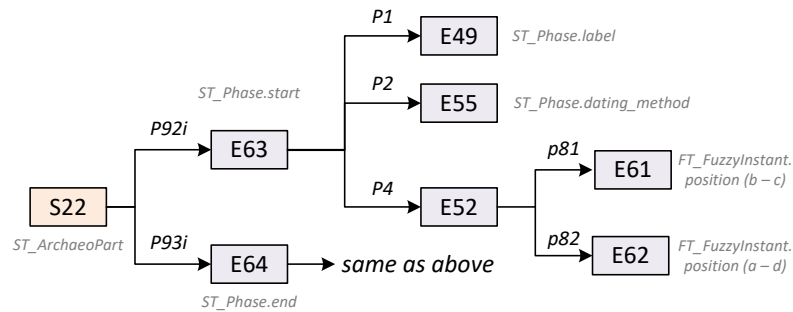 P1
E49
ST_Phase.label
ST_Phase.start
P2
E55
ST_Phase.dating_method
P92i
E63
p81
E61
FT_FuzzyInstant.
position (b – c)
S22
ST_ArchaeoPart
P4
E52
P93i
E64
same as above
ST_Phase.end
p82
E62
FT_FuzzyInstant.
position (a – d)